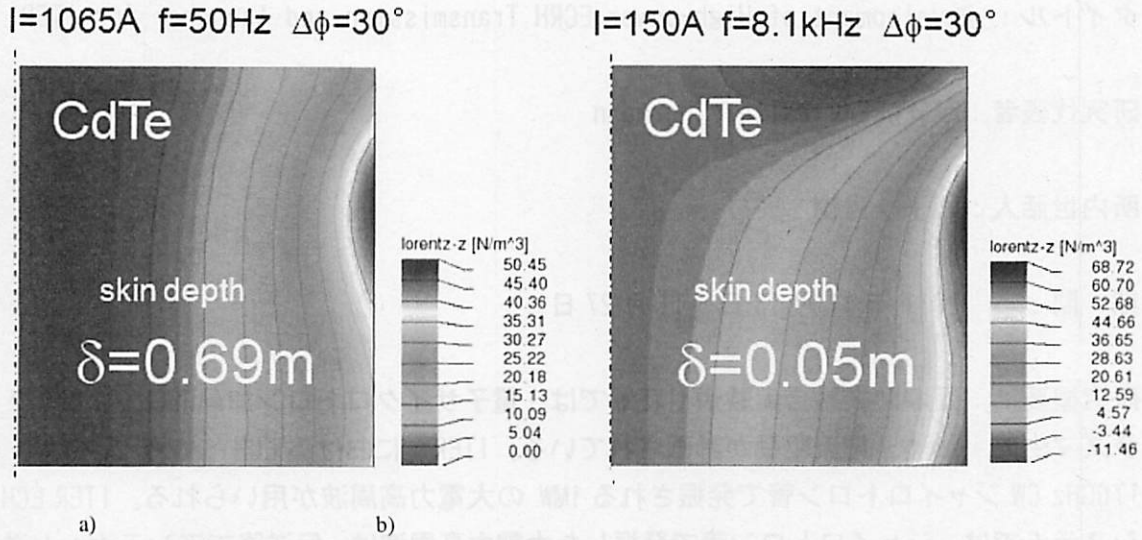 I=1065A f=50Hz Δϕ=30°
I=150A f=8.1kHz Δϕ=30°
CdTe
skin depth
δ=0.69m
lorentz-z [N/m^3]
50.45
45.40
40.36
35.31
30.27
25.22
20.18
15.13
10.09
5.04
0.00
CdTe
skin depth
δ=0.05m
lorentz-z [N/m^3]
68.72
60.70
52.68
44.66
36.65
28.63
20.61
12.59
4.57
-3.44
-11.46
a)
b)